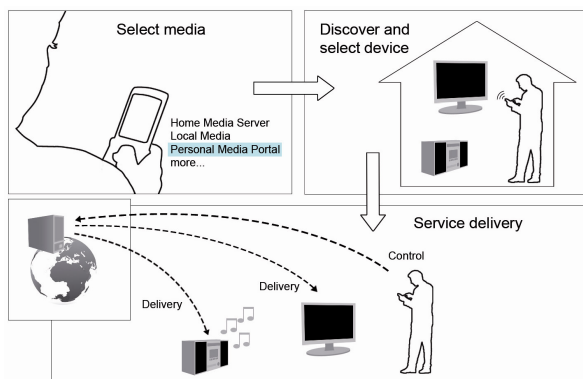 Select media
Home Media Server
Local Media
Personal Media Portal
more...
Discover and
select device
Service delivery
Control
Delivery
Delivery